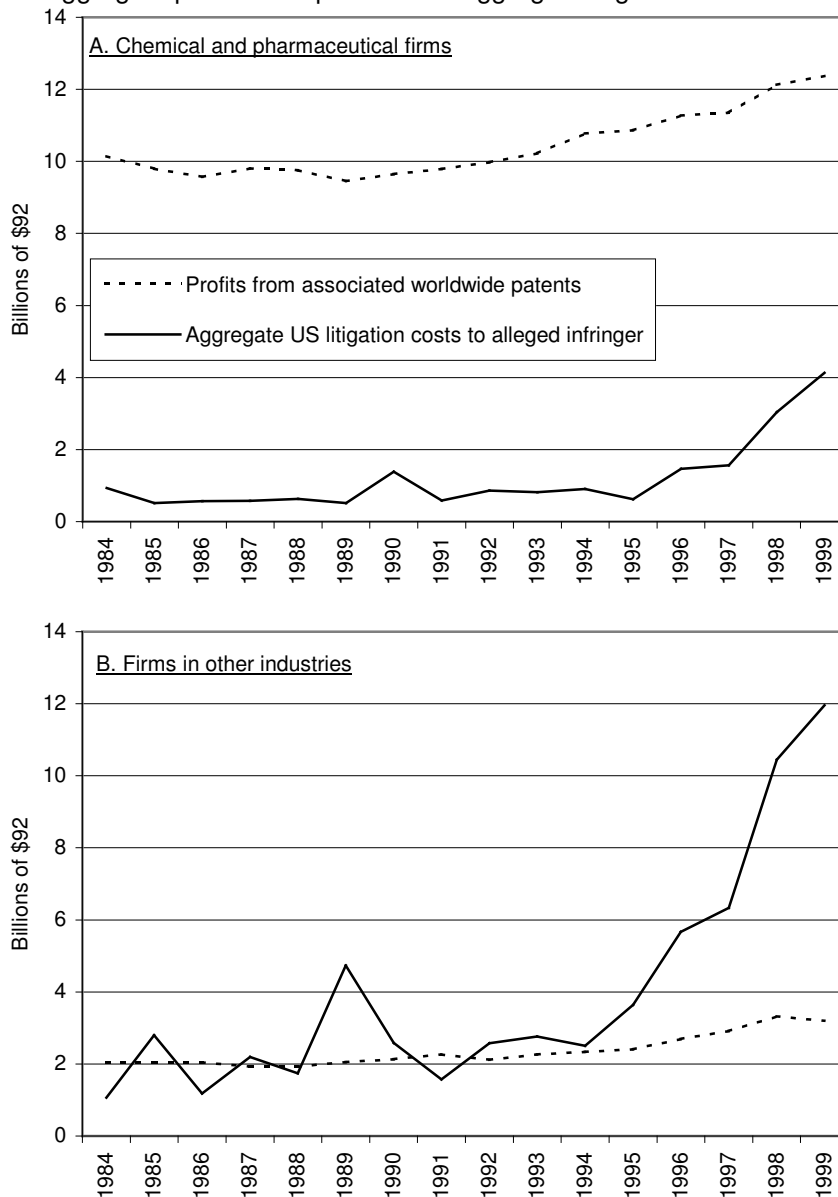 14
A. Chemical and pharmaceutical firms
12
10
8
Billions of $92
Profits from associated worldwide patents
6
Aggregate US litigation costs to alleged infringer
4
2
0
1984 1985 1986 1987 1988 1989 1990 1991 1992 1993 1994 1995 1996 1997 1998 1999
14
B. Firms in other industries
12
10
8
Billions of $92
6
4
2
0
1984 1985 1986 1987 1988 1989 1990 1991 1992 1993 1994 1995 1996 1997 1998 1999